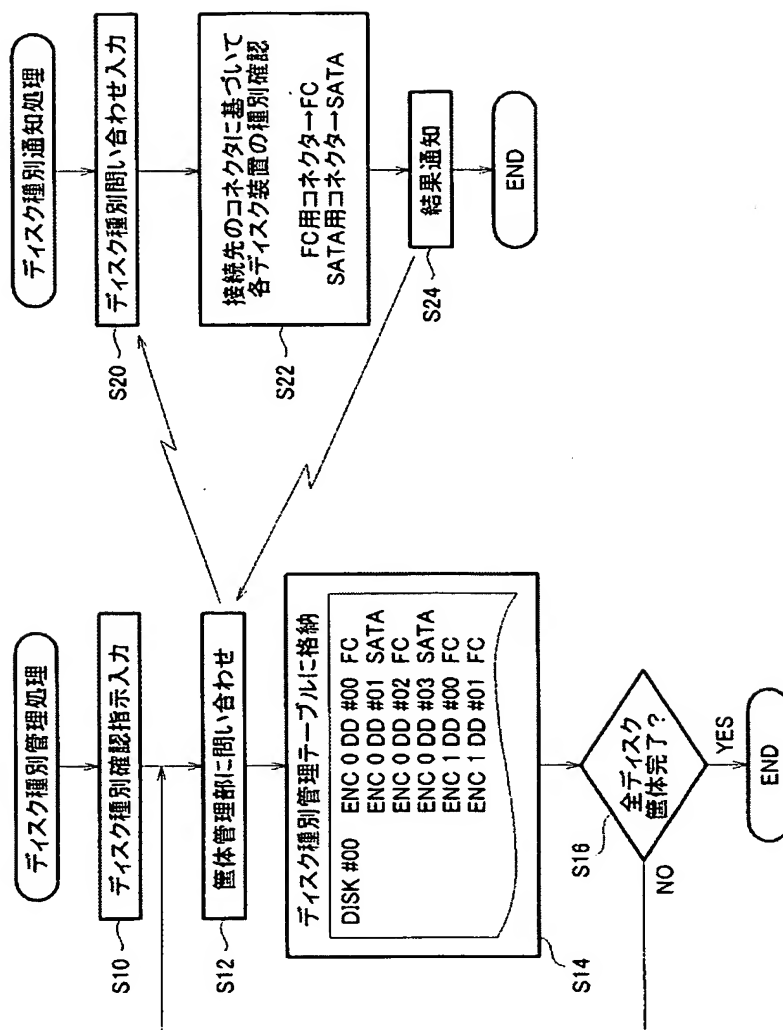 ディスク種別管理処理
S10
ディスク種別確認指示入力
S12
筐体管理部に問い合わせ
S14
ディスク種別管理テーブルに格納
DISK #00 ENC 0 DD #00 FC
ENC 0 DD #01 SATA
ENC 0 DD #02 FC
ENC 0 DD #03 SATA
ENC 1 DD #00 FC
ENC 1 DD #01 FC
S16
全ディスク
筐体完了?
NO
YES
END
ディスク種別通知処理
S20
ディスク種別問い合わせ入力
S22
接続先のコネクタに基づいて
各ディスク装置の種別確認
FC用コネクター→FC
SATA用コネクター→SATA
S24
結果通知
END